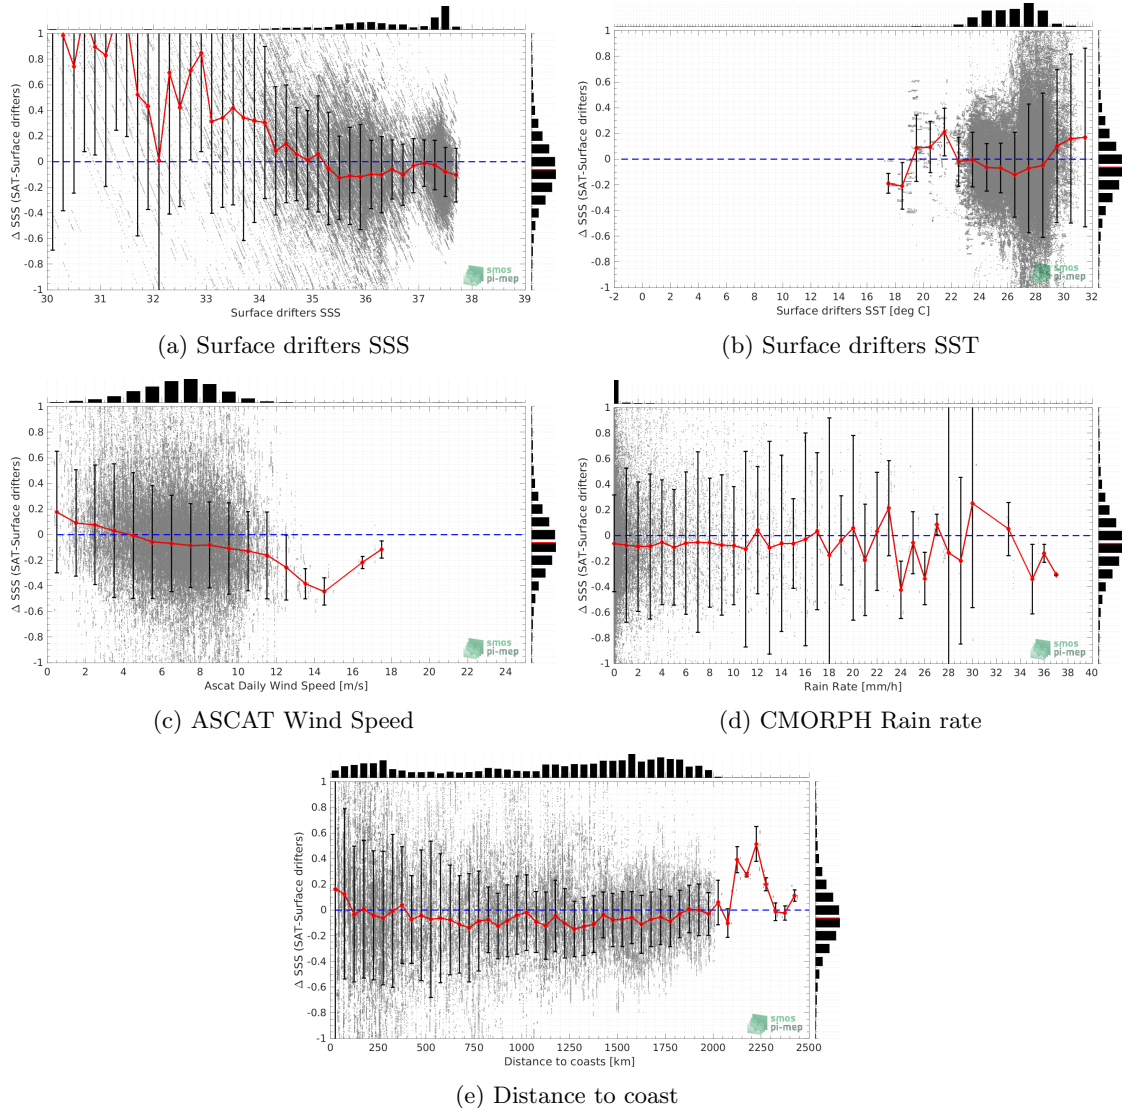 1
0.8
0.6
0.4
0.2
0
-0.2
-0.4
-0.6
-0.8
-1
Δ SSS (SAT-Surface drifters)
smos
pi-mep
30 31 32 33 34 35 36 37 38 39
Surface drifters SSS
(a) Surface drifters SSS
1
0.8
0.6
0.4
0.2
0
-0.2
-0.4
-0.6
-0.8
-1
Δ SSS (SAT-Surface drifters)
smos
pi-mep
-2 0 2 4 6 8 10 12 14 16 18 20 22 24 26 28 30 32
Surface drifters SST [deg C]
(b) Surface drifters SST
1
0.8
0.6
0.4
0.2
0
-0.2
-0.4
-0.6
-0.8
-1
Δ SSS (SAT-Surface drifters)
smos
pi-mep
0 2 4 6 8 10 12 14 16 18 20 22 24
Ascat Daily Wind Speed [m/s]
(c) ASCAT Wind Speed
1
0.8
0.6
0.4
0.2
0
-0.2
-0.4
-0.6
-0.8
-1
Δ SSS (SAT-Surface drifters)
smos
pi-mep
0 2 4 6 8 10 12 14 16 18 20 22 24 26 28 30 32 34 36 38 40
Rain Rate [mm/h]
(d) CMORPH Rain rate
1
0.8
0.6
0.4
0.2
0
-0.2
-0.4
-0.6
-0.8
-1
Δ SSS (SAT-Surface drifters)
smos
pi-mep
0 250 500 750 1000 1250 1500 1750 2000 2250 2500
Distance to coasts [km]
(e) Distance to coast